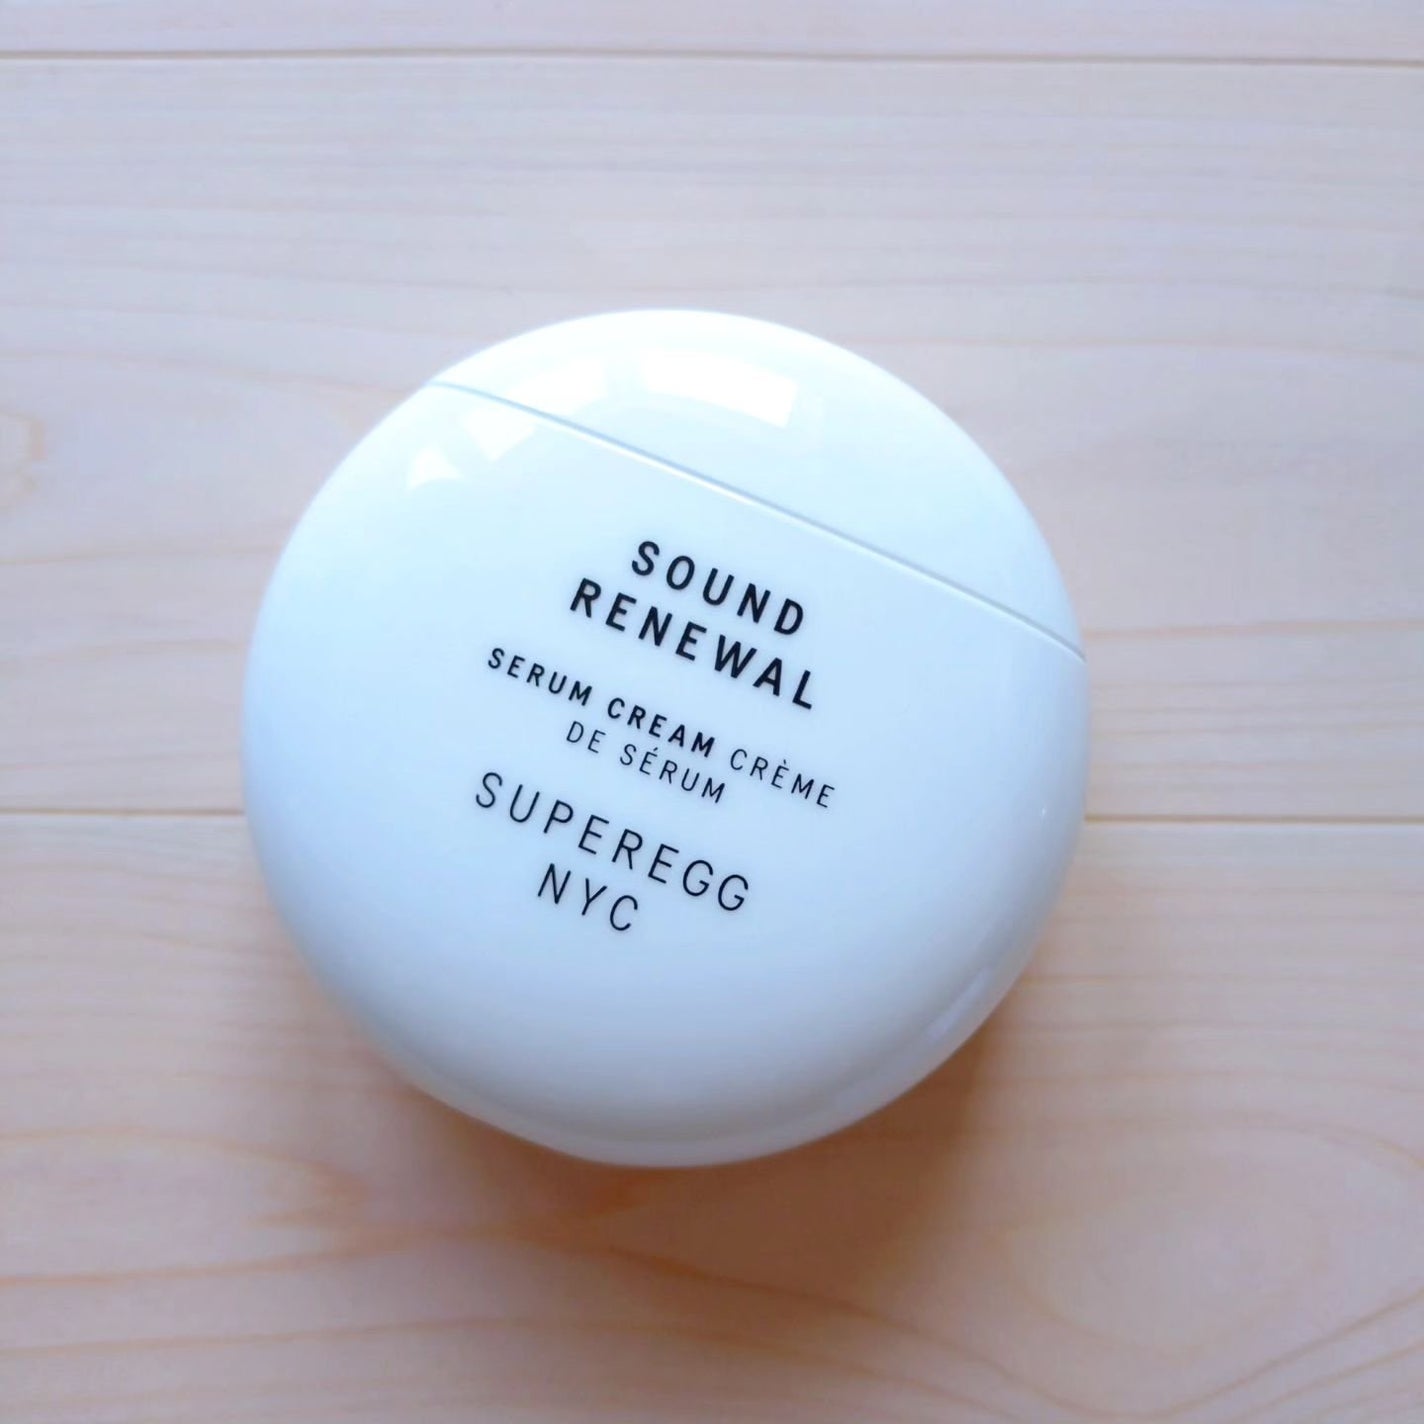 SOUND
RENEWAL
SERUM CREAM CRÈME
DE SÉRUM
SUPEREGG
NYC